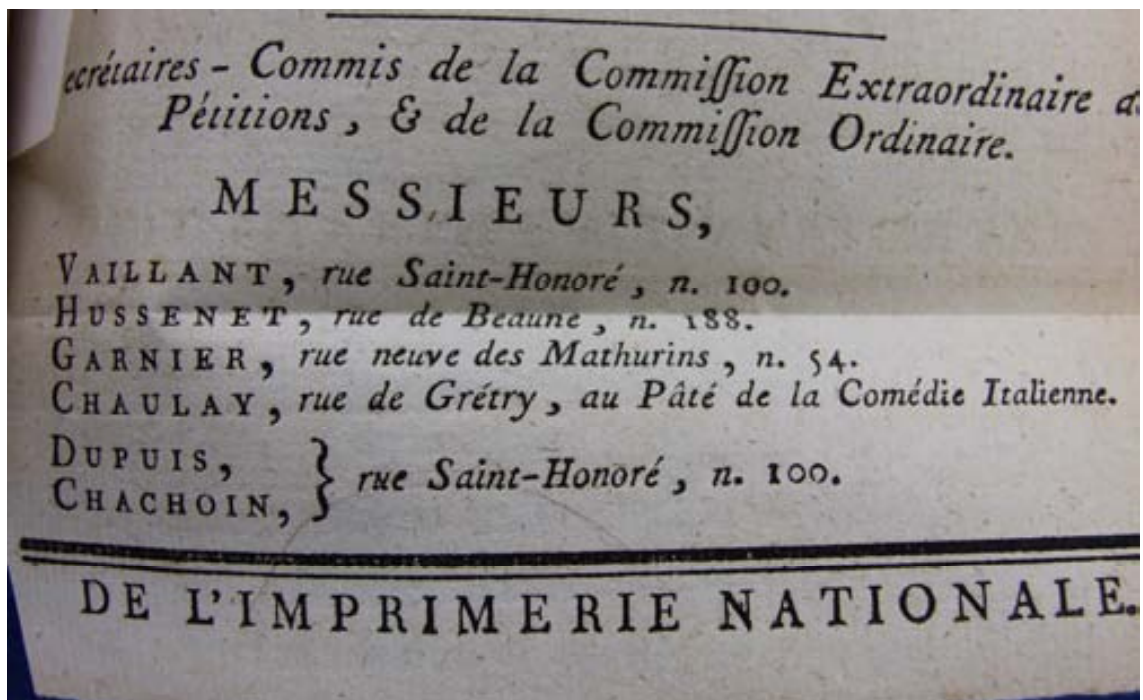 ecrétaires - Commis de la Commiſſion Extraordinaire
Pétitions, & de la Commiſſion Ordinaire.
MESSIEURS,
VAILLANT, rue Saint-Honoré, n. 100.
HUSSENET, rue de Beaune, n. 188.
GARNIER, rue neuve des Mathurins, n. 54.
CHAULAY, rue de Grétry, au Pâté de la Comédie Italienne.
DUPUIS,
CHACHOIN, } rue Saint-Honoré, n. 100.
DE L'IMPRIMERIE NATIONALE.